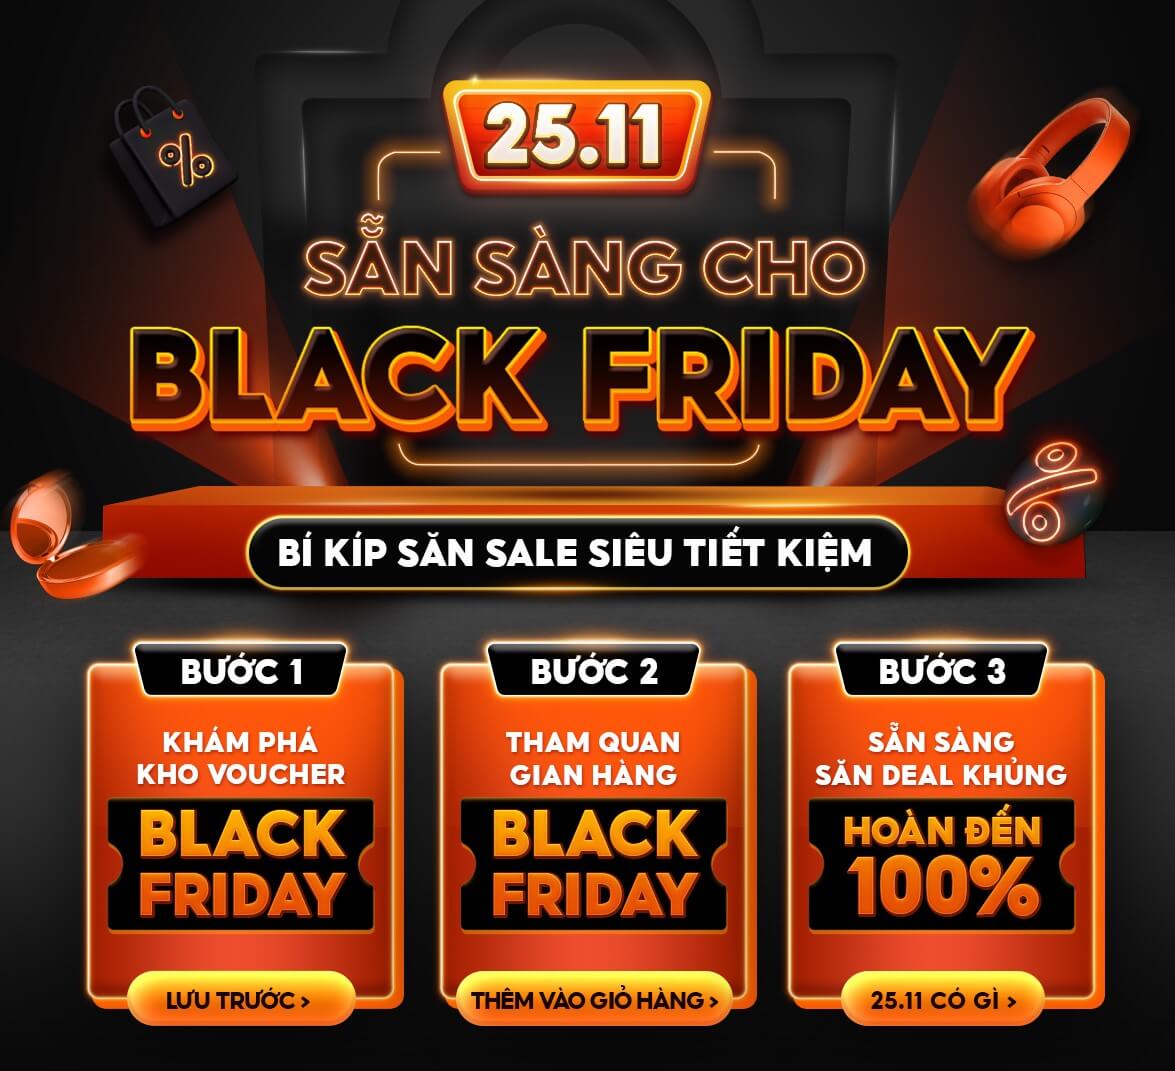 25.11
SẴN SÀNG CHO
BLACK FRIDAY
BÍ KÍP SĂN SALE SIÊU TIẾT KIỆM
BƯỚC 1
KHÁM PHÁ
KHO VOUCHER
BLACK
FRIDAY
LƯU TRƯỚC >
BƯỚC 2
THAM QUAN
GIAN HÀNG
BLACK
FRIDAY
THÊM VÀO GIỎ HÀNG >
BƯỚC 3
SẴN SÀNG
SĂN DEAL KHỦNG
HOÀN ĐẾN
100%
25.11 CÓ GÌ >